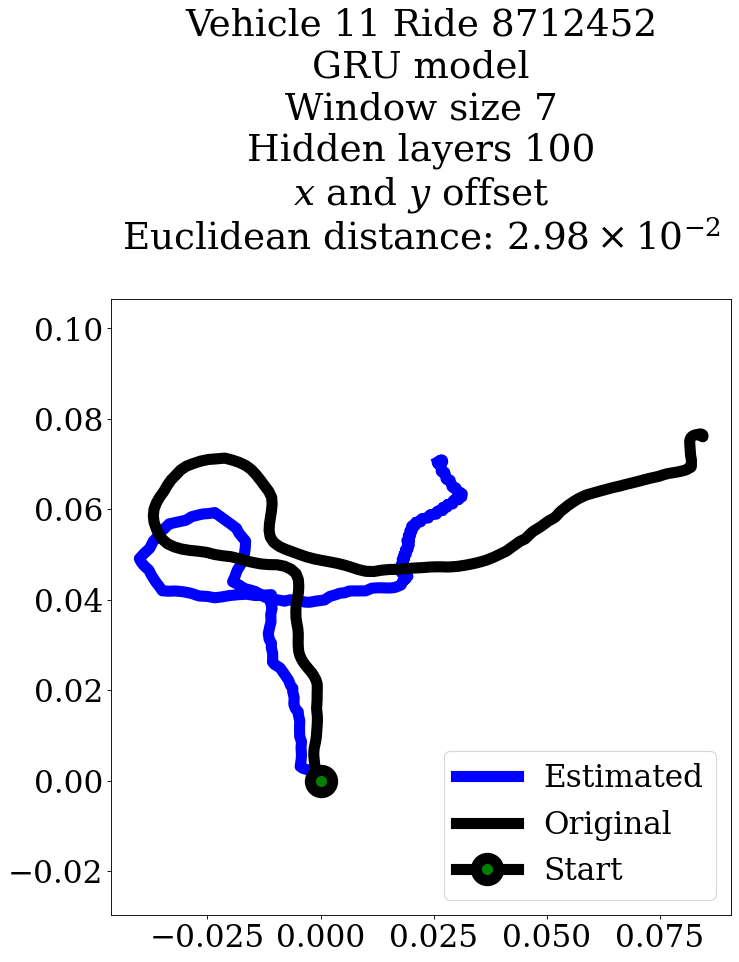 Vehicle 11 Ride 8712452
GRU model
Window size 7
Hidden layers 100
x and y offset
Euclidean distance: 2.98 × 10⁻²
0.10
0.08
0.06
0.04
0.02
0.00
−0.02
Estimated
Original
Start
−0.025 0.000 0.025 0.050 0.075